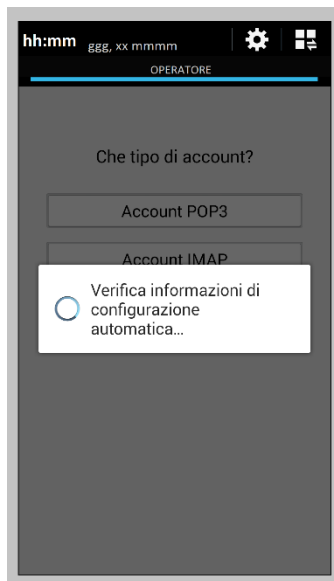 hh:mm ggg, xx mmmm
OPERATORE
Che tipo di account?
Account POP3
Account IMAP
Verifica informazioni di
configurazione
automatica...